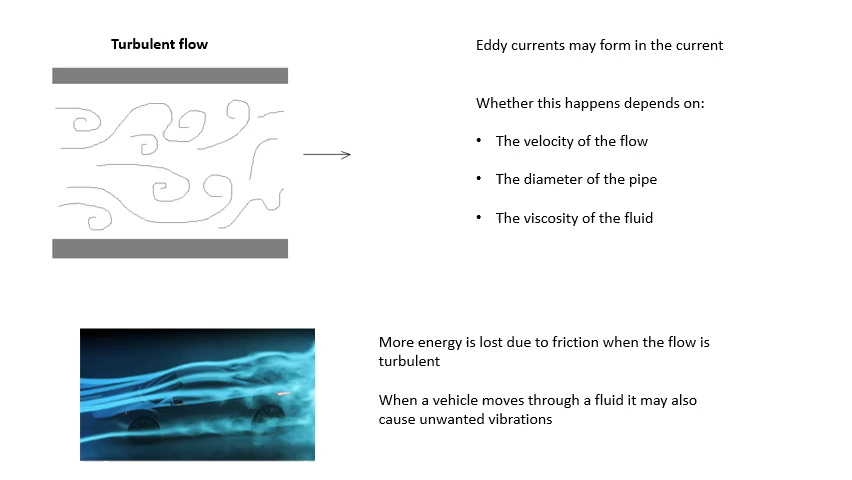 Turbulent flow
Eddy currents may form in the current
Whether this happens depends on:
• The velocity of the flow
• The diameter of the pipe
• The viscosity of the fluid
More energy is lost due to friction when the flow is
turbulent
When a vehicle moves through a fluid it may also
cause unwanted vibrations